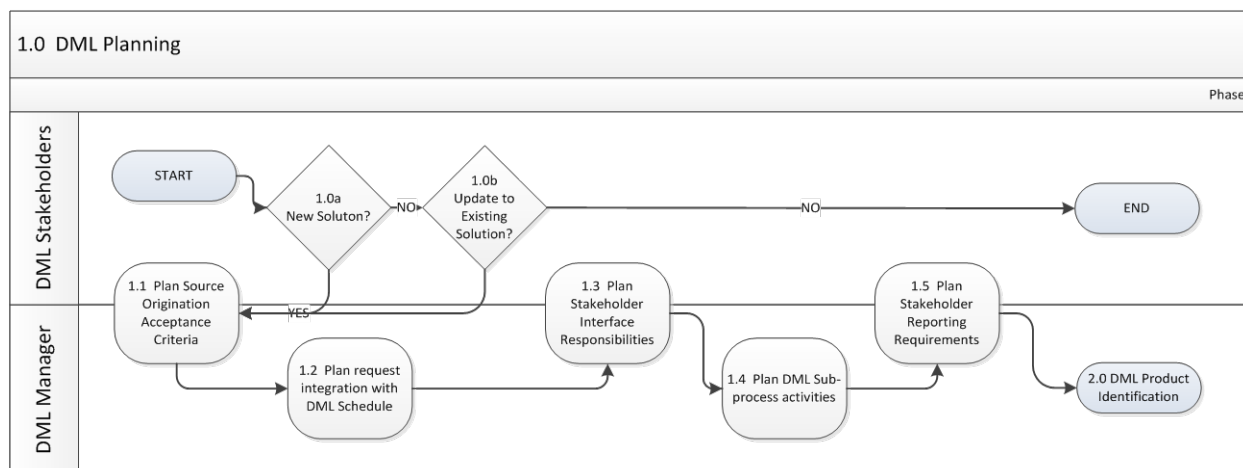 1.0 DML Planning
Phase
DML Stakeholders
START
1.0a
New Soluton?
NO
1.0b
Update to
Existing
Solution?
NO
END
YES
DML Manager
1.1 Plan Source
Origination
Acceptance
Criteria
1.2 Plan request
integration with
DML Schedule
1.3 Plan
Stakeholder
Interface
Responsibilities
1.4 Plan DML Sub-
process activities
1.5 Plan
Stakeholder
Reporting
Requirements
2.0 DML Product
Identification